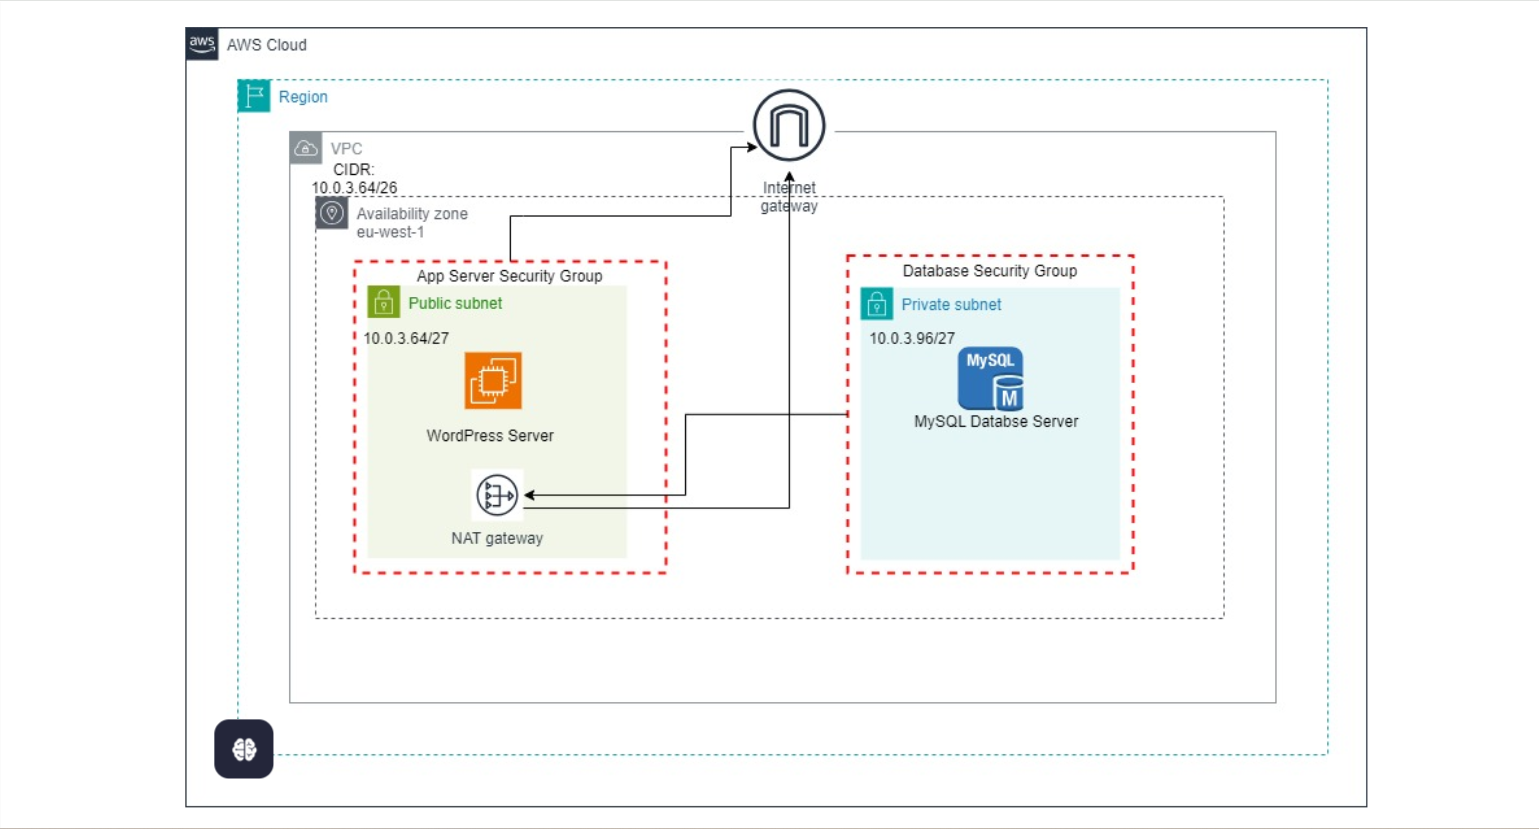 aws
AWS Cloud
Region
VPC
CIDR:
10.0.3.64/26
Internet
gateway
Availability zone
eu-west-1
App Server Security Group
Public subnet
10.0.3.64/27
WordPress Server
NAT gateway
Database Security Group
Private subnet
10.0.3.96/27
MySQL
M
MySQL Databse Server